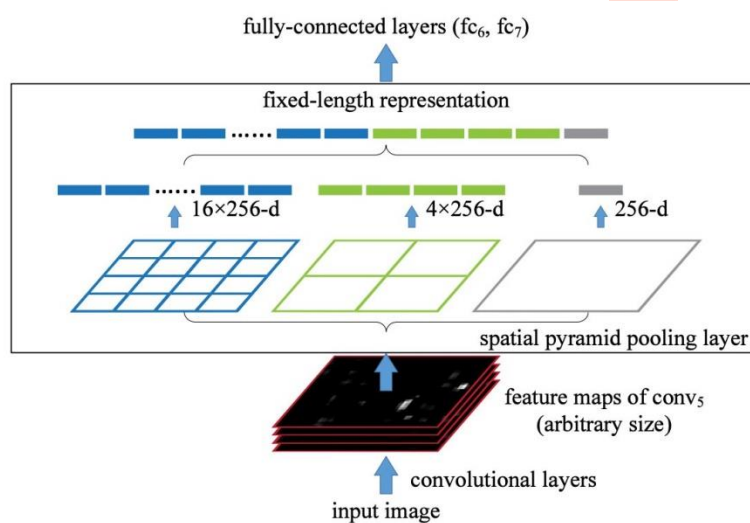 fully-connected layers (fc₆, fc₇)
fixed-length representation
16×256-d
4×256-d
256-d
spatial pyramid pooling layer
feature maps of conv₅
(arbitrary size)
convolutional layers
input image